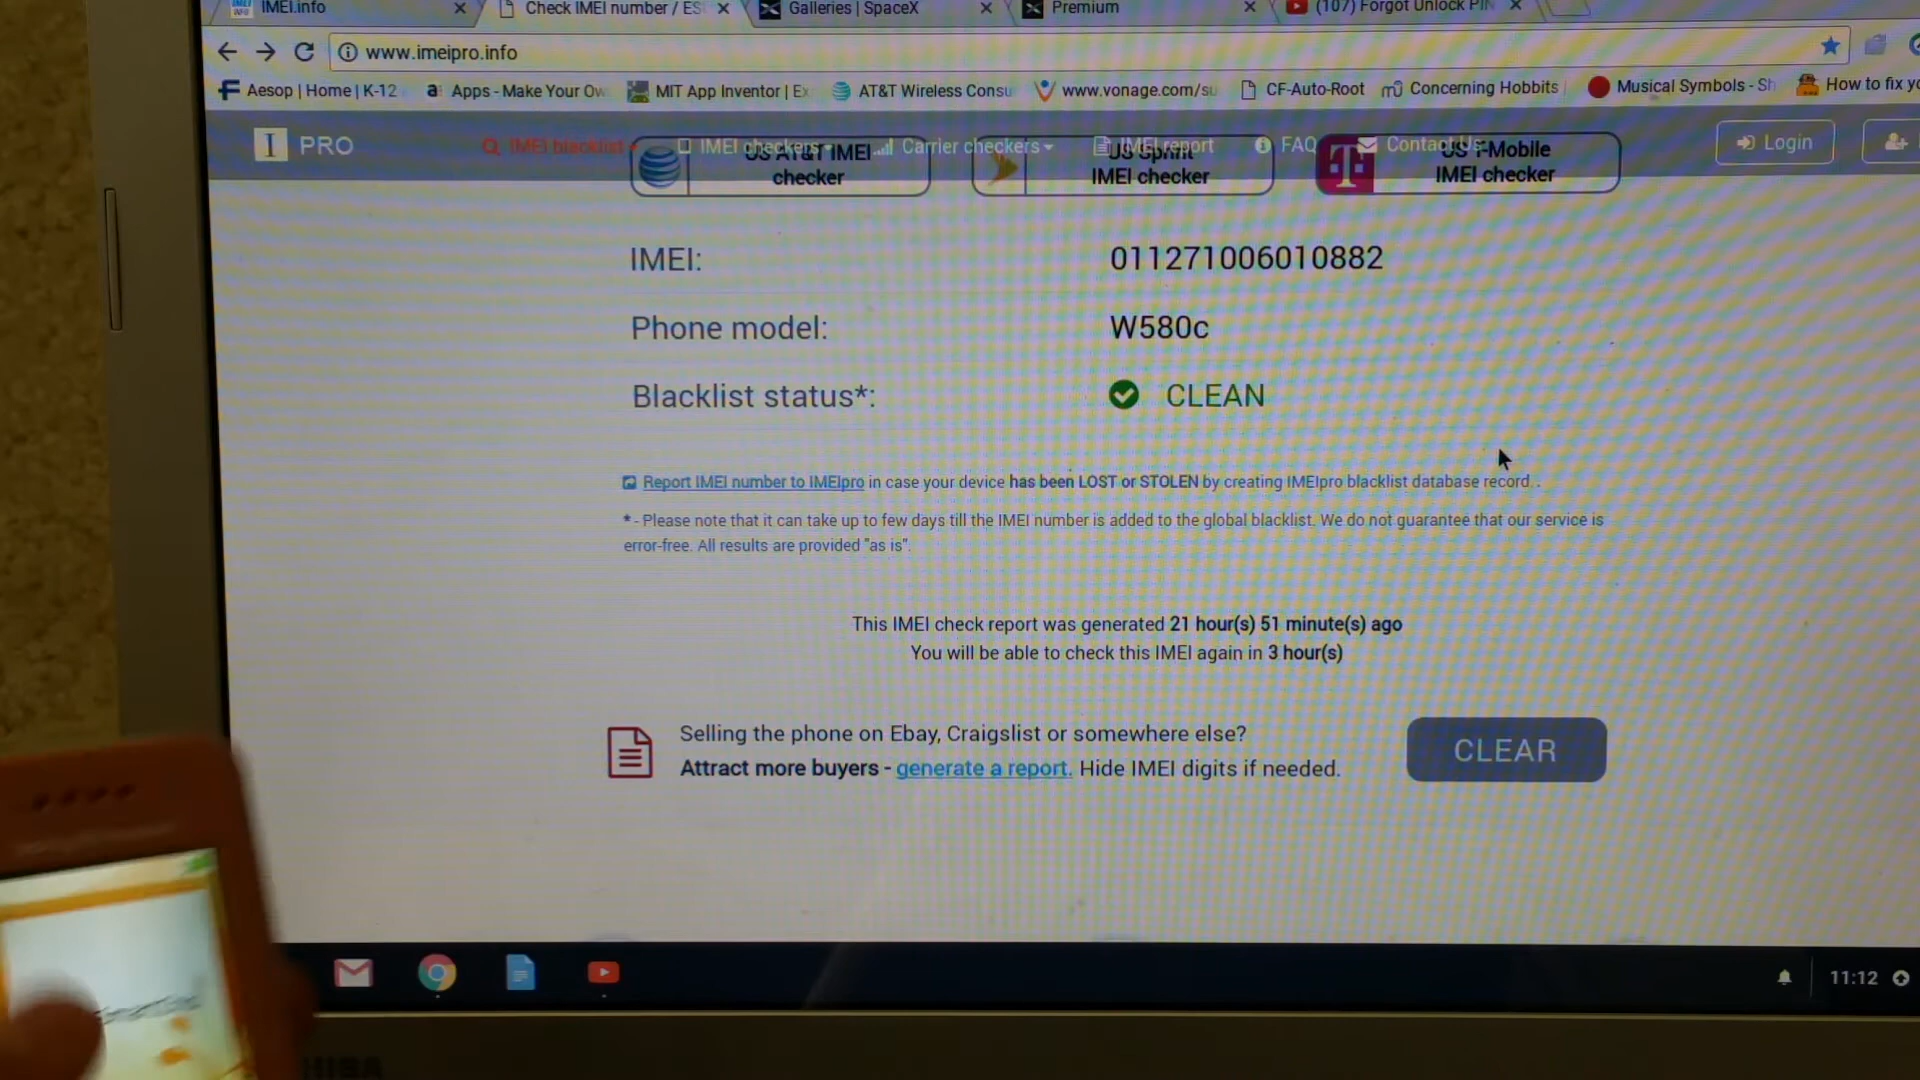 IMEI.info
Check IMEI number / ES
Galleries | SpaceX
Premium
(107) Forgot Unlock PIN
www.imeipro.info
Aesop | Home | K-12
Apps - Make Your Ow
MIT App Inventor | Ex
AT&T Wireless Consu
www.vonage.com/su
CF-Auto-Root
Concerning Hobbits
Musical Symbols - Sh
How to fix yo
I PRO
IMEI blacklist
IMEI checkers
Carrier checkers
IMEI report
FAQ
Contact Us
Login
US AT&T IMEI
checker
US Sprint
IMEI checker
US T-Mobile
IMEI checker
IMEI: 011271006010882
Phone model: W580c
Blacklist status*: CLEAN
Report IMEI number to IMEIpro in case your device has been LOST or STOLEN by creating IMEIpro blacklist database record. .
* - Please note that it can take up to few days till the IMEI number is added to the global blacklist. We do not guarantee that our service is
error-free. All results are provided "as is".
This IMEI check report was generated 21 hour(s) 51 minute(s) ago
You will be able to check this IMEI again in 3 hour(s)
Selling the phone on Ebay, Craigslist or somewhere else?
Attract more buyers - generate a report. Hide IMEI digits if needed.
CLEAR
11:12